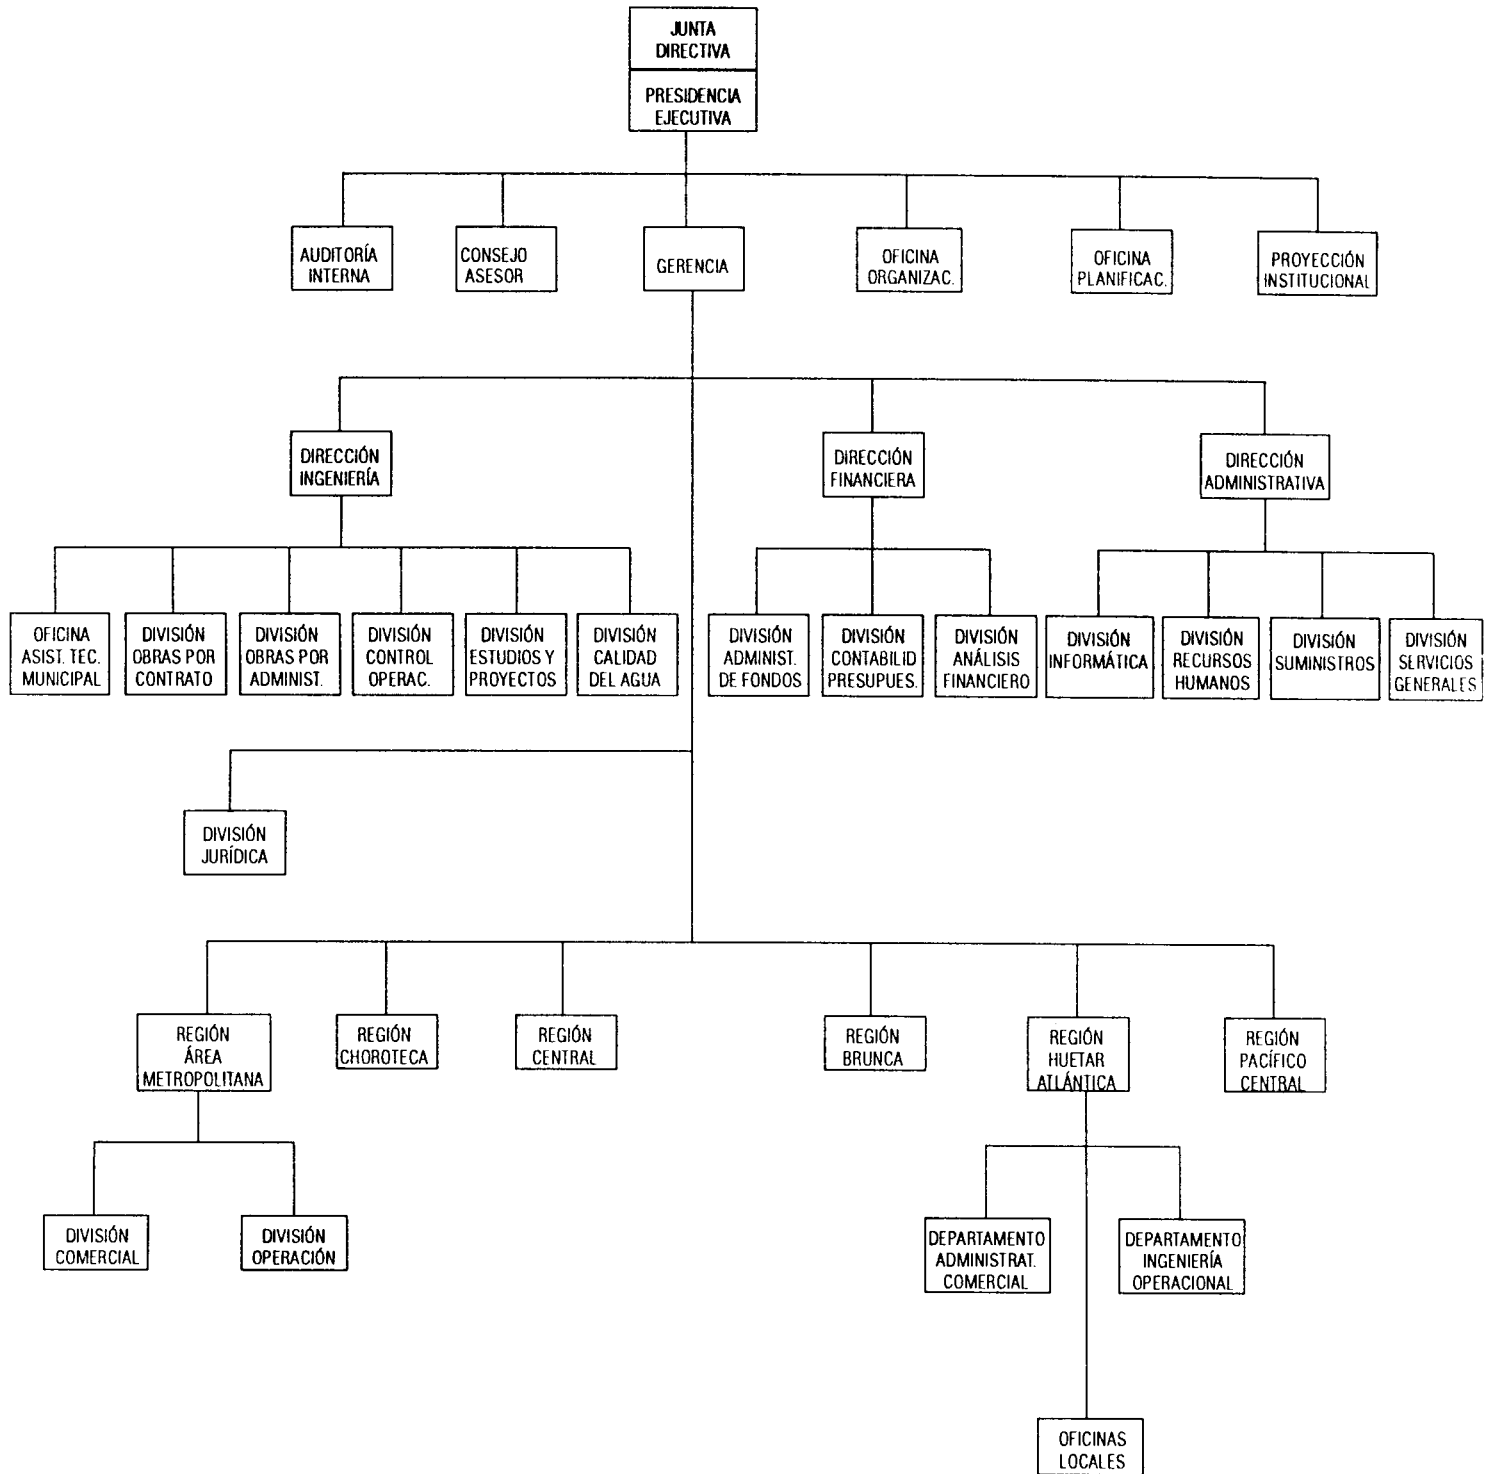 JUNTA
DIRECTIVA
PRESIDENCIA
EJECUTIVA
AUDITORÍA
INTERNA
CONSEJO
ASESOR
GERENCIA
OFICINA
ORGANIZAC.
OFICINA
PLANIFICAC.
PROYECCIÓN
INSTITUCIONAL
DIRECCIÓN
INGENIERÍA
DIRECCIÓN
FINANCIERA
DIRECCIÓN
ADMINISTRATIVA
OFICINA
ASIST. TEC.
MUNICIPAL
DIVISIÓN
OBRAS POR
CONTRATO
DIVISIÓN
OBRAS POR
ADMINIST.
DIVISIÓN
CONTROL
OPERAC.
DIVISIÓN
ESTUDIOS Y
PROYECTOS
DIVISIÓN
CALIDAD
DEL AGUA
DIVISIÓN
ADMINIST.
DE FONDOS
DIVISIÓN
CONTABILID
PRESUPUES.
DIVISIÓN
ANÁLISIS
FINANCIERO
DIVISIÓN
INFORMÁTICA
DIVISIÓN
RECURSOS
HUMANOS
DIVISIÓN
SUMINISTROS
DIVISIÓN
SERVICIOS
GENERALES
DIVISIÓN
JURÍDICA
REGIÓN
ÁREA
METROPOLITANA
REGIÓN
CHOROTECA
REGIÓN
CENTRAL
REGIÓN
BRUNCA
REGIÓN
HUETAR
ATLÁNTICA
REGIÓN
PACÍFICO
CENTRAL
DIVISIÓN
COMERCIAL
DIVISIÓN
OPERACIÓN
DEPARTAMENTO
ADMINISTRAT.
COMERCIAL
DEPARTAMENTO
INGENIERÍA
OPERACIONAL
OFICINAS
LOCALES